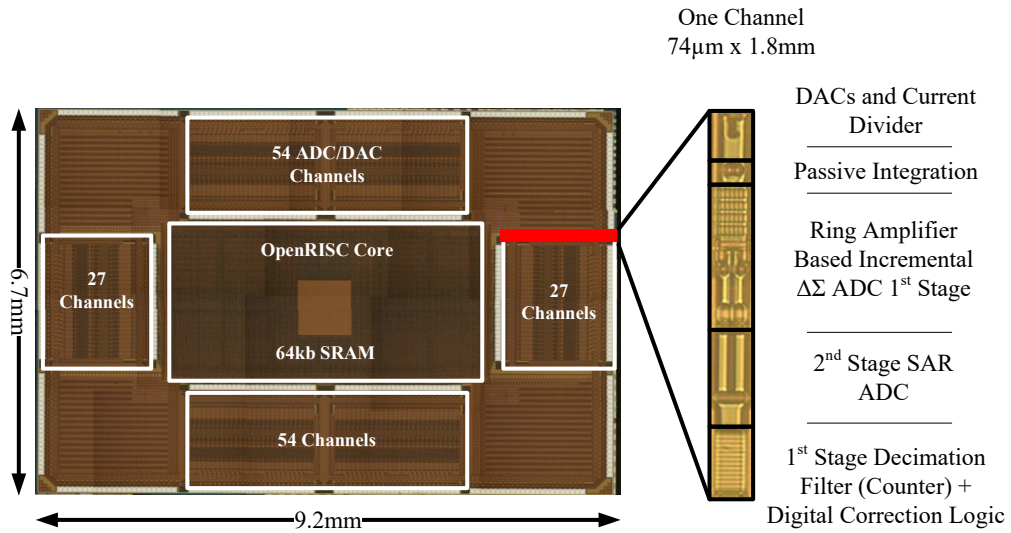 One Channel
74µm x 1.8mm
DACs and Current
Divider
Passive Integration
Ring Amplifier
Based Incremental
ΔΣ ADC 1st Stage
2nd Stage SAR
ADC
1st Stage Decimation
Filter (Counter) +
Digital Correction Logic
54 ADC/DAC
Channels
OpenRISC Core
27
Channels
27
Channels
64kb SRAM
54 Channels
6.7mm
9.2mm